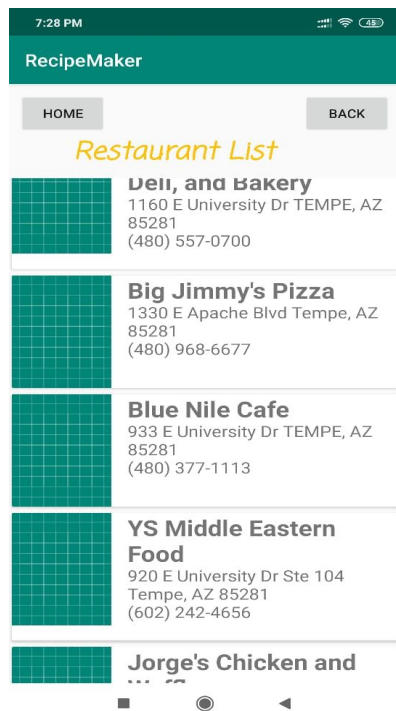 7:28 PM
45
RecipeMaker
HOME
BACK
Restaurant List
Deli, and Bakery
1160 E University Dr TEMPE, AZ
85281
(480) 557-0700
Big Jimmy's Pizza
1330 E Apache Blvd Tempe, AZ
85281
(480) 968-6677
Blue Nile Cafe
933 E University Dr TEMPE, AZ
85281
(480) 377-1113
YS Middle Eastern
Food
920 E University Dr Ste 104
Tempe, AZ 85281
(602) 242-4656
Jorge's Chicken and